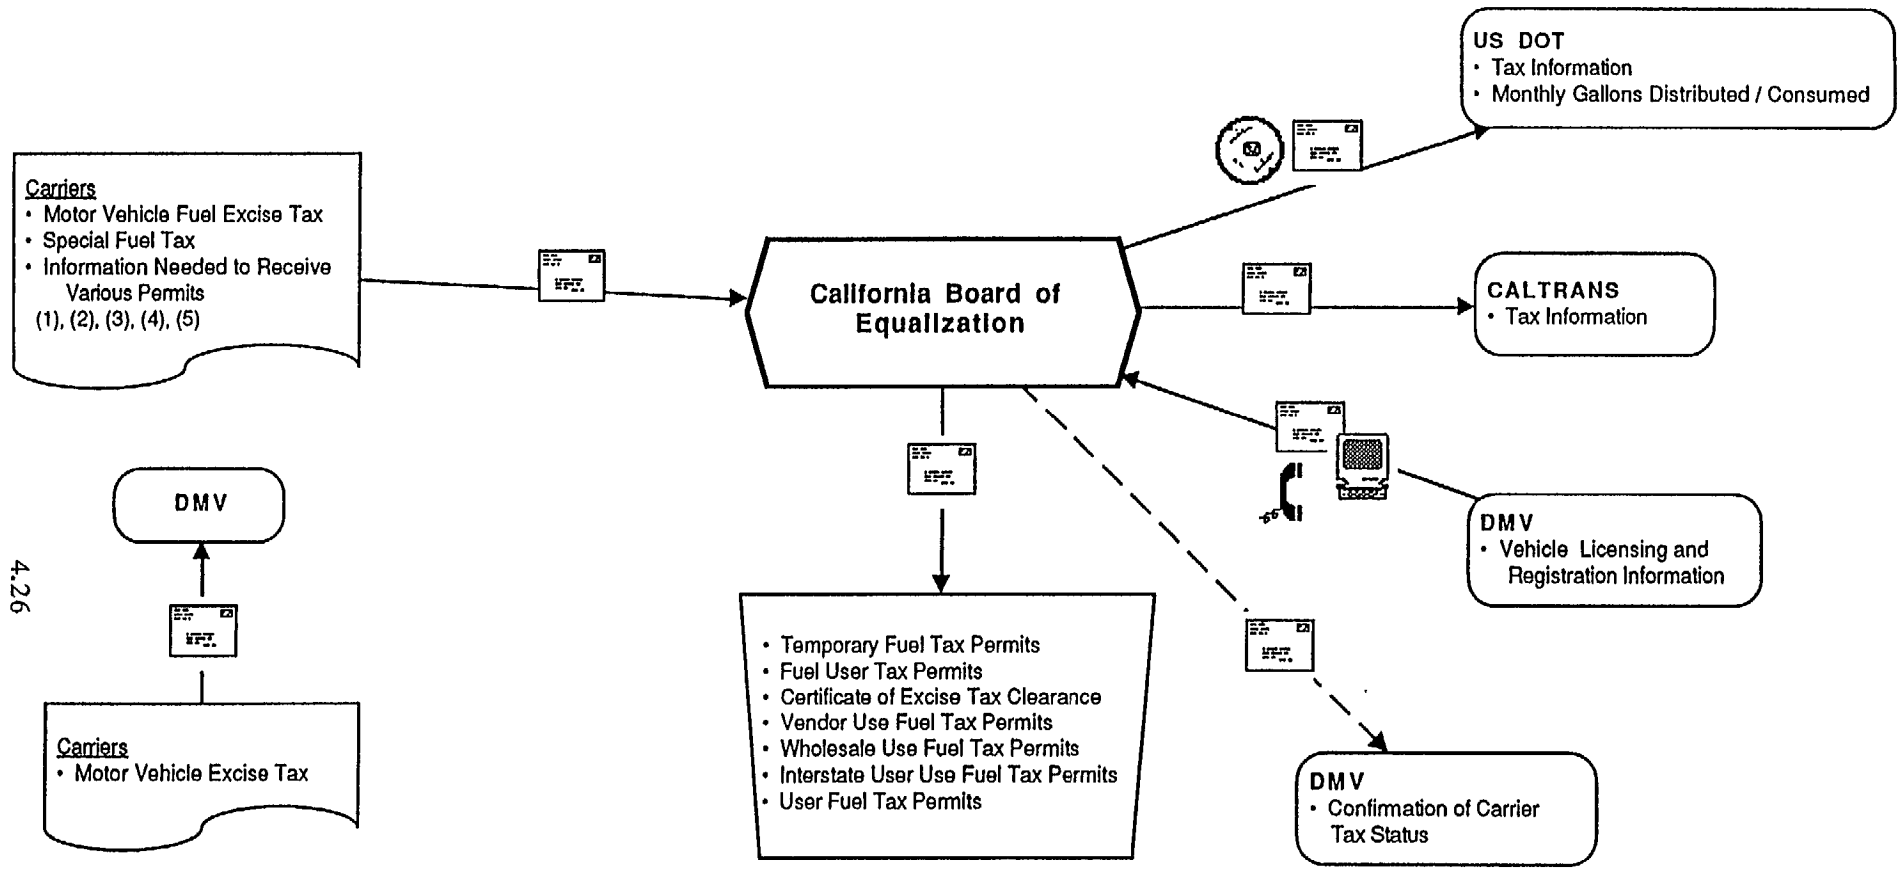 US DOT
• Tax Information
• Monthly Gallons Distributed / Consumed
Carriers
• Motor Vehicle Fuel Excise Tax
• Special Fuel Tax
• Information Needed to Receive
Various Permits
(1), (2), (3), (4), (5)
California Board of
Equalization
CALTRANS
• Tax Information
DMV
• Vehicle Licensing and
Registration Information
DMV
4.26
Carriers
• Motor Vehicle Excise Tax
• Temporary Fuel Tax Permits
• Fuel User Tax Permits
• Certificate of Excise Tax Clearance
• Vendor Use Fuel Tax Permits
• Wholesale Use Fuel Tax Permits
• Interstate User Use Fuel Tax Permits
• User Fuel Tax Permits
DMV
• Confirmation of Carrier
Tax Status